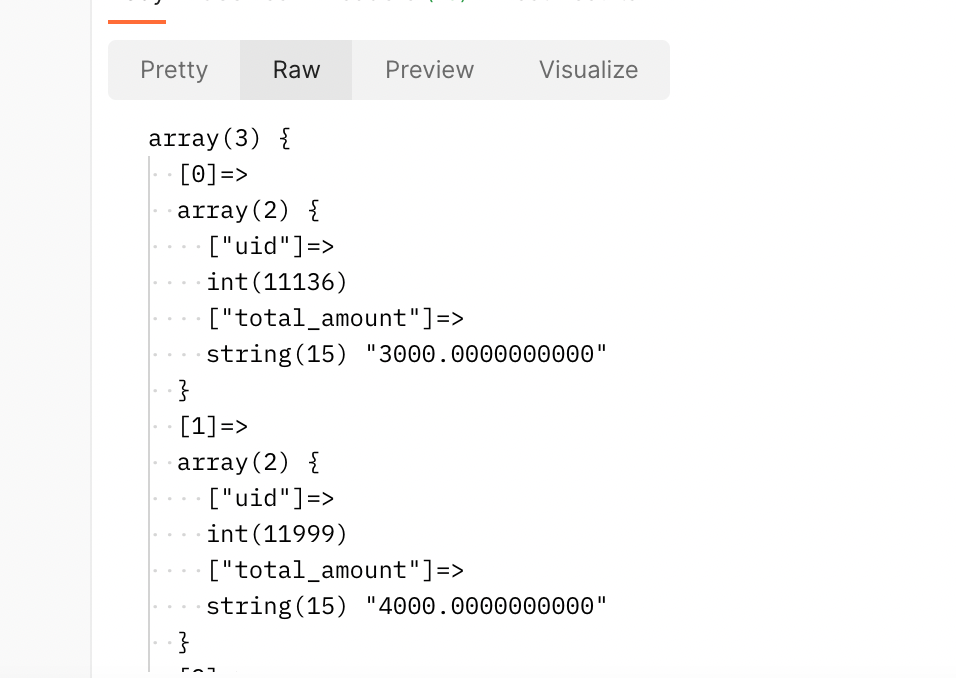 Pretty Raw Preview Visualize
array(3) {
[0]=>
array(2) {
["uid"]=>
int(11136)
["total_amount"]=>
string(15) "3000.0000000000"
}
[1]=>
array(2) {
["uid"]=>
int(11999)
["total_amount"]=>
string(15) "4000.0000000000"
}